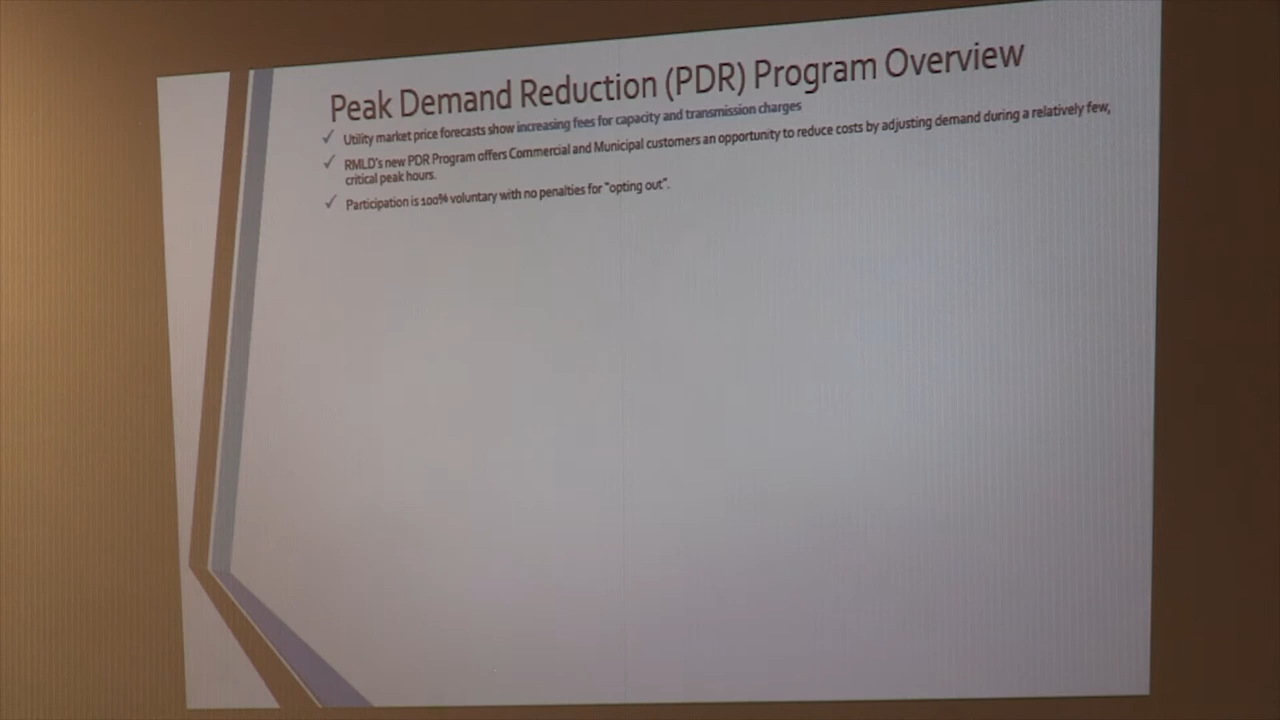 Peak Demand Reduction (PDR) Program Overview
✓ Utility market price forecasts show increasing fees for capacity and transmission charges
✓ RMLD's new PDR Program offers Commercial and Municipal customers an opportunity to reduce costs by adjusting demand during a relatively few,
critical peak hours.
✓ Participation is 100% voluntary with no penalties for "opting out".